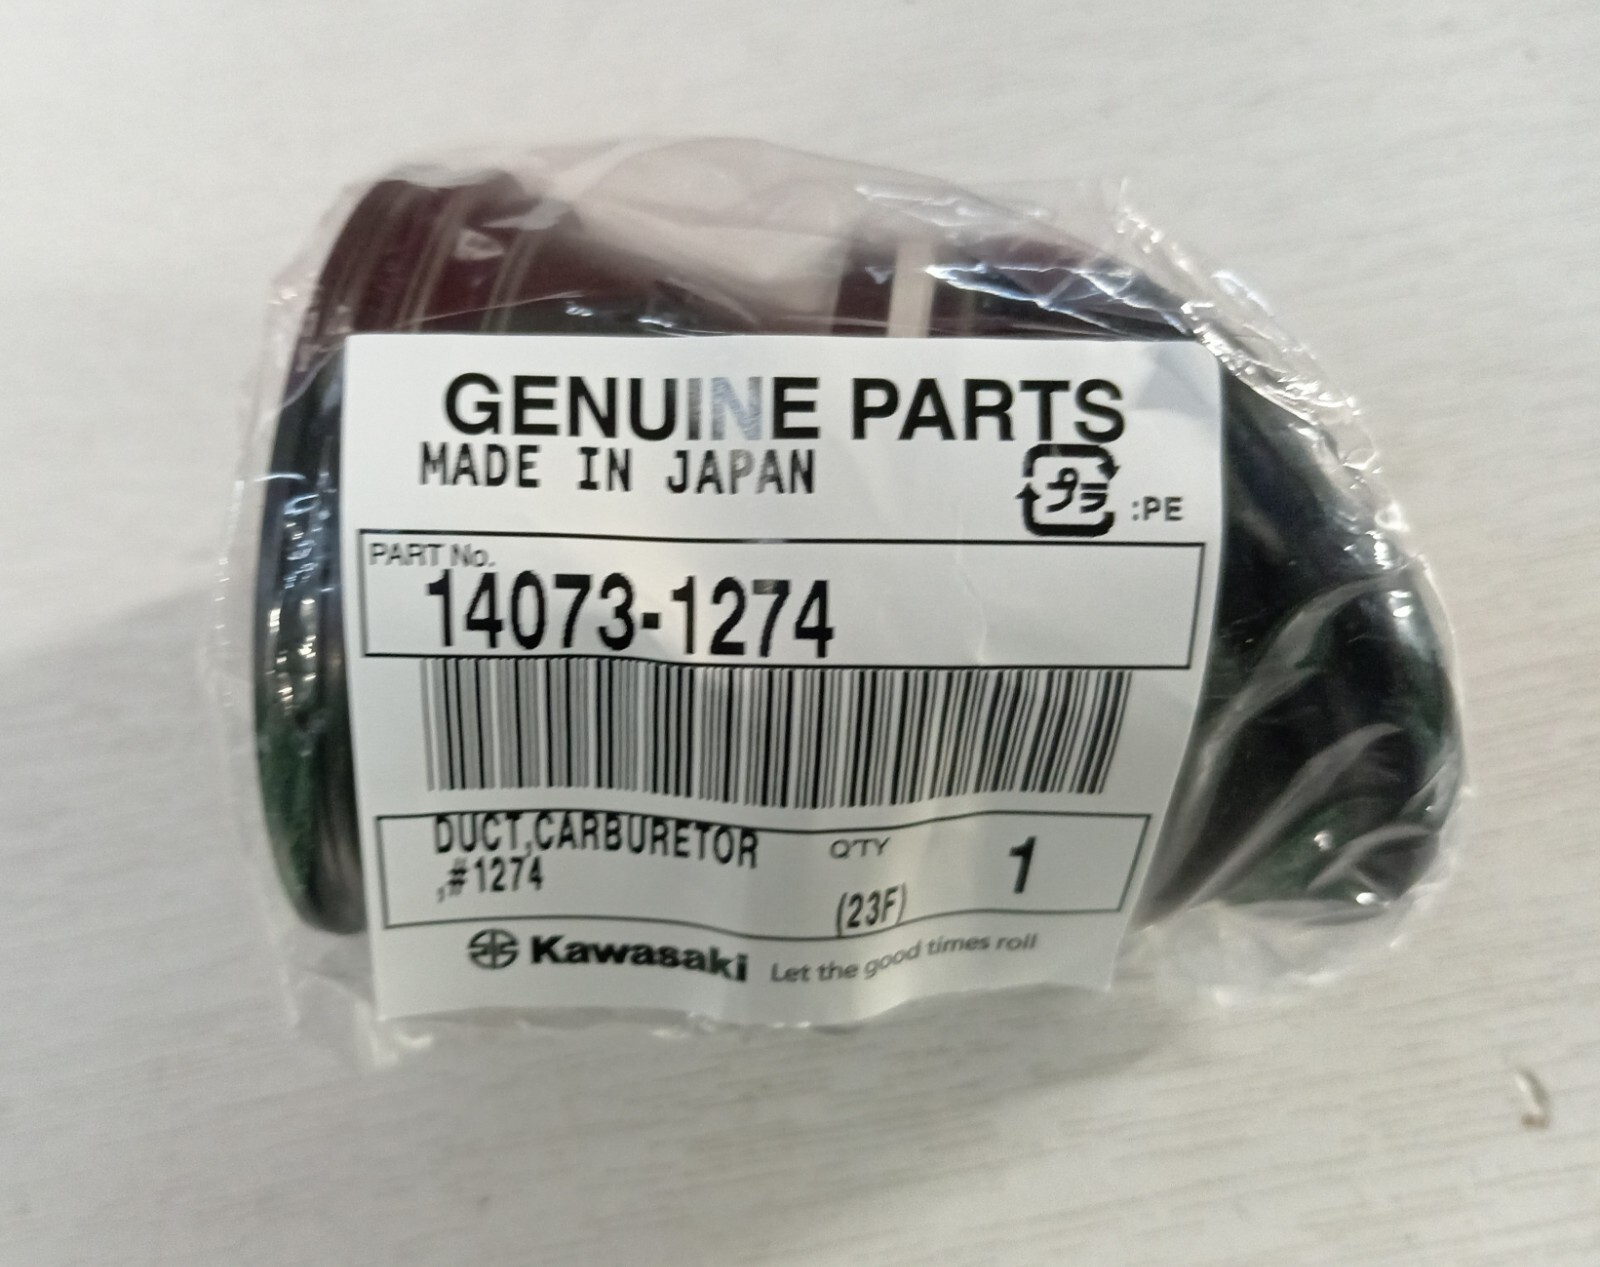 GENUINE PARTS
MADE IN JAPAN
プラ :PE
PART No.
14073-1274
DUCT,CARBURETOR
,#1274
Q'TY 1
(23F)
Kawasaki Let the good times roll